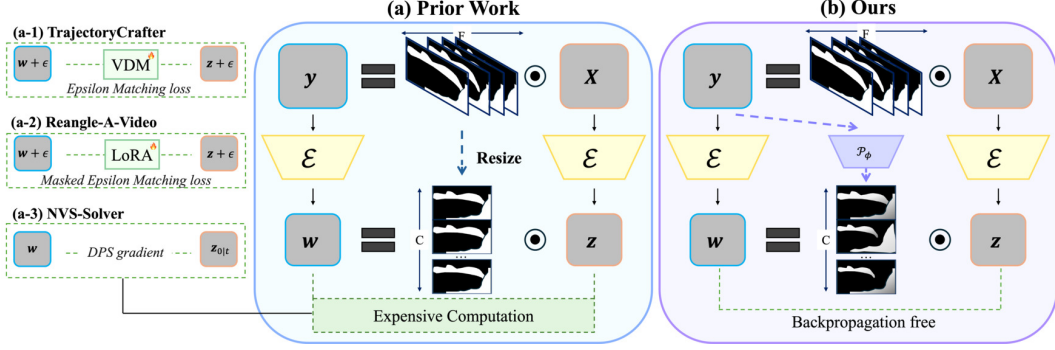 (a-1) TrajectoryCrafter
w + ϵ
VDM
z + ϵ
Epsilon Matching loss
(a-2) Reangle-A-Video
w + ϵ
LoRA
z + ϵ
Masked Epsilon Matching loss
(a-3) NVS-Solver
w
DPS gradient
z0|t
(a) Prior Work
F
y
X
ℰ
Resize
ℰ
w
C
...
z
Expensive Computation
(b) Ours
F
y
X
ℰ
𝒫ϕ
ℰ
w
C
...
z
Backpropagation free